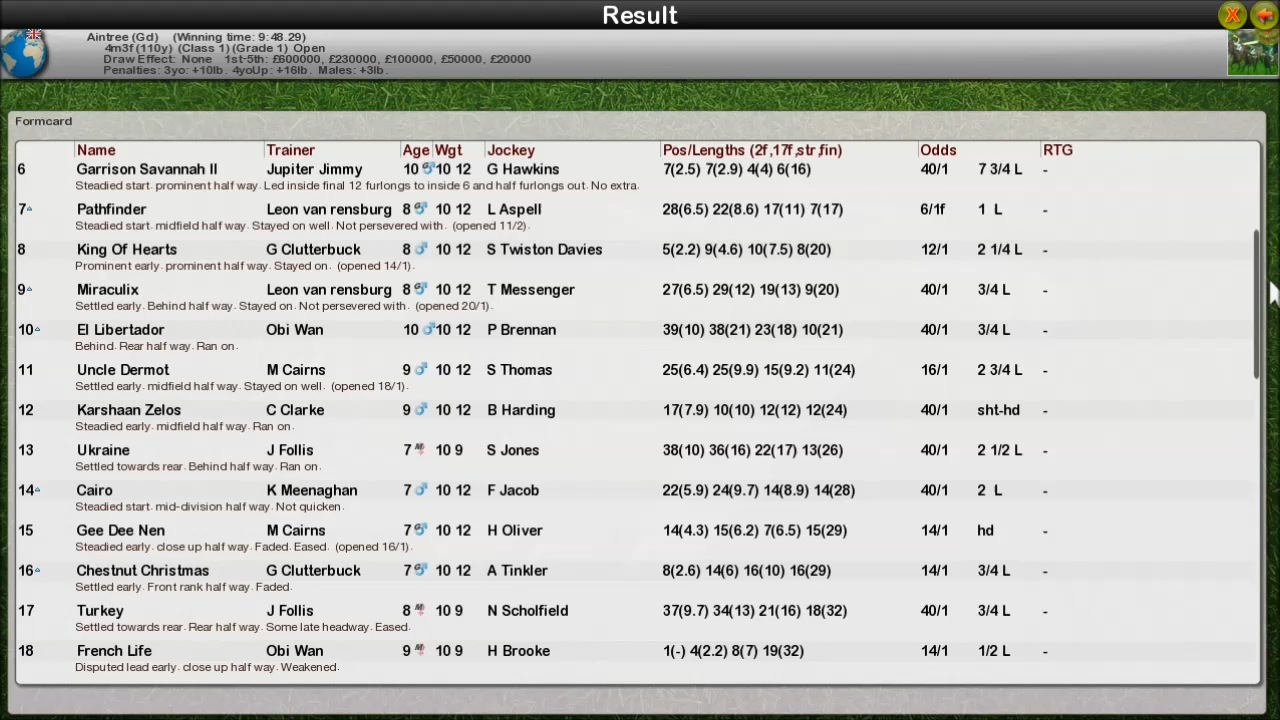 Result
Aintree (Gd) (Winning time: 9:48.29)
4m3f (110y) (Class 1) (Grade 1) Open
Draw Effect: None 1st-5th: £600000, £230000, £100000, £50000, £20000
Penalties: 3yo: +10lb. 4yoUp: +16lb. Males: +3lb.
Formcard
Name Trainer Age Wgt Jockey Pos/Lengths (2f,17f,str,fin) Odds RTG
6 Garrison Savannah II Jupiter Jimmy 10 10 12 G Hawkins 7(2.5) 7(2.9) 4(4) 6(16) 40/1 7 3/4 L -
Steadied start. prominent half way. Led inside final 12 furlongs to inside 6 and half furlongs out. No extra.
7 Pathfinder Leon van rensburg 8 10 12 L Aspell 28(6.5) 22(8.6) 17(11) 7(17) 6/1f 1 L -
Steadied start. midfield half way. Stayed on well. Not persevered with. (opened 11/2).
8 King Of Hearts G Clutterbuck 8 10 12 S Twiston Davies 5(2.2) 9(4.6) 10(7.5) 8(20) 12/1 2 1/4 L -
Prominent early. prominent half way. Stayed on. (opened 14/1).
9 Miraculix Leon van rensburg 8 10 12 T Messenger 27(6.5) 29(12) 19(13) 9(20) 40/1 3/4 L -
Settled early. Behind half way. Stayed on. Not persevered with. (opened 20/1).
10 El Libertador Obi Wan 10 10 12 P Brennan 39(10) 38(21) 23(18) 10(21) 40/1 3/4 L -
Behind. Rear half way. Ran on.
11 Uncle Dermot M Cairns 9 10 12 S Thomas 25(6.4) 25(9.9) 15(9.2) 11(24) 16/1 2 3/4 L -
Settled early. midfield half way. Stayed on well. (opened 18/1).
12 Karshaan Zelos C Clarke 9 10 12 B Harding 17(7.9) 10(10) 12(12) 12(24) 40/1 sht-hd -
Steadied early. midfield half way. Ran on.
13 Ukraine J Follis 7 10 9 S Jones 38(10) 36(16) 22(17) 13(26) 40/1 2 1/2 L -
Settled towards rear. Behind half way. Ran on.
14 Cairo K Meenaghan 7 10 12 F Jacob 22(5.9) 24(9.7) 14(8.9) 14(28) 40/1 2 L -
Steadied start. mid-division half way. Not quicken.
15 Gee Dee Nen M Cairns 7 10 12 H Oliver 14(4.3) 15(6.2) 7(6.5) 15(29) 14/1 hd -
Steadied early. close up half way. Faded. Eased. (opened 16/1).
16 Chestnut Christmas G Clutterbuck 7 10 12 A Tinkler 8(2.6) 14(6) 16(10) 16(29) 14/1 3/4 L -
Settled early. Front rank half way. Faded.
17 Turkey J Follis 8 10 9 N Scholfield 37(9.7) 34(13) 21(16) 18(32) 40/1 3/4 L -
Settled towards rear. Rear half way. Some late headway. Eased.
18 French Life Obi Wan 9 10 9 H Brooke 1(-) 4(2.2) 8(7) 19(32) 14/1 1/2 L -
Disputed lead early. close up half way. Weakened.